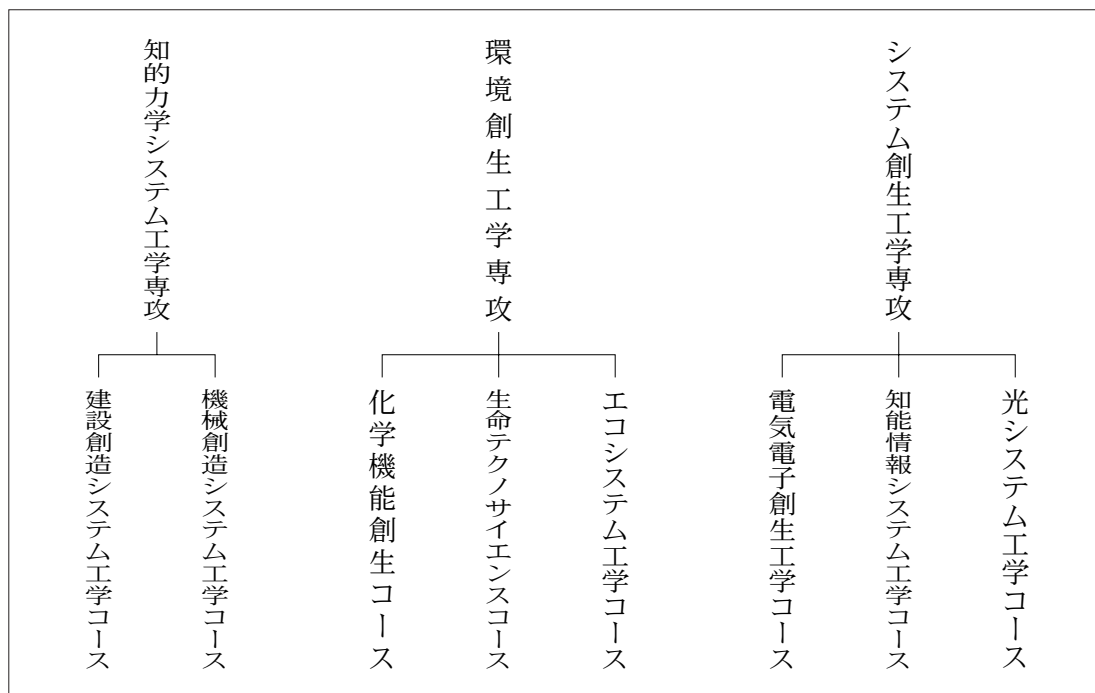 知的力学システム工学専攻
建設創造システム工学コース
機械創造システム工学コース
環境創生工学専攻
化学機能創生コース
生命テクノサイエンスコース
エコシステム工学コース
システム創生工学専攻
電気電子創生工学コース
知能情報システム工学コース
光システム工学コース